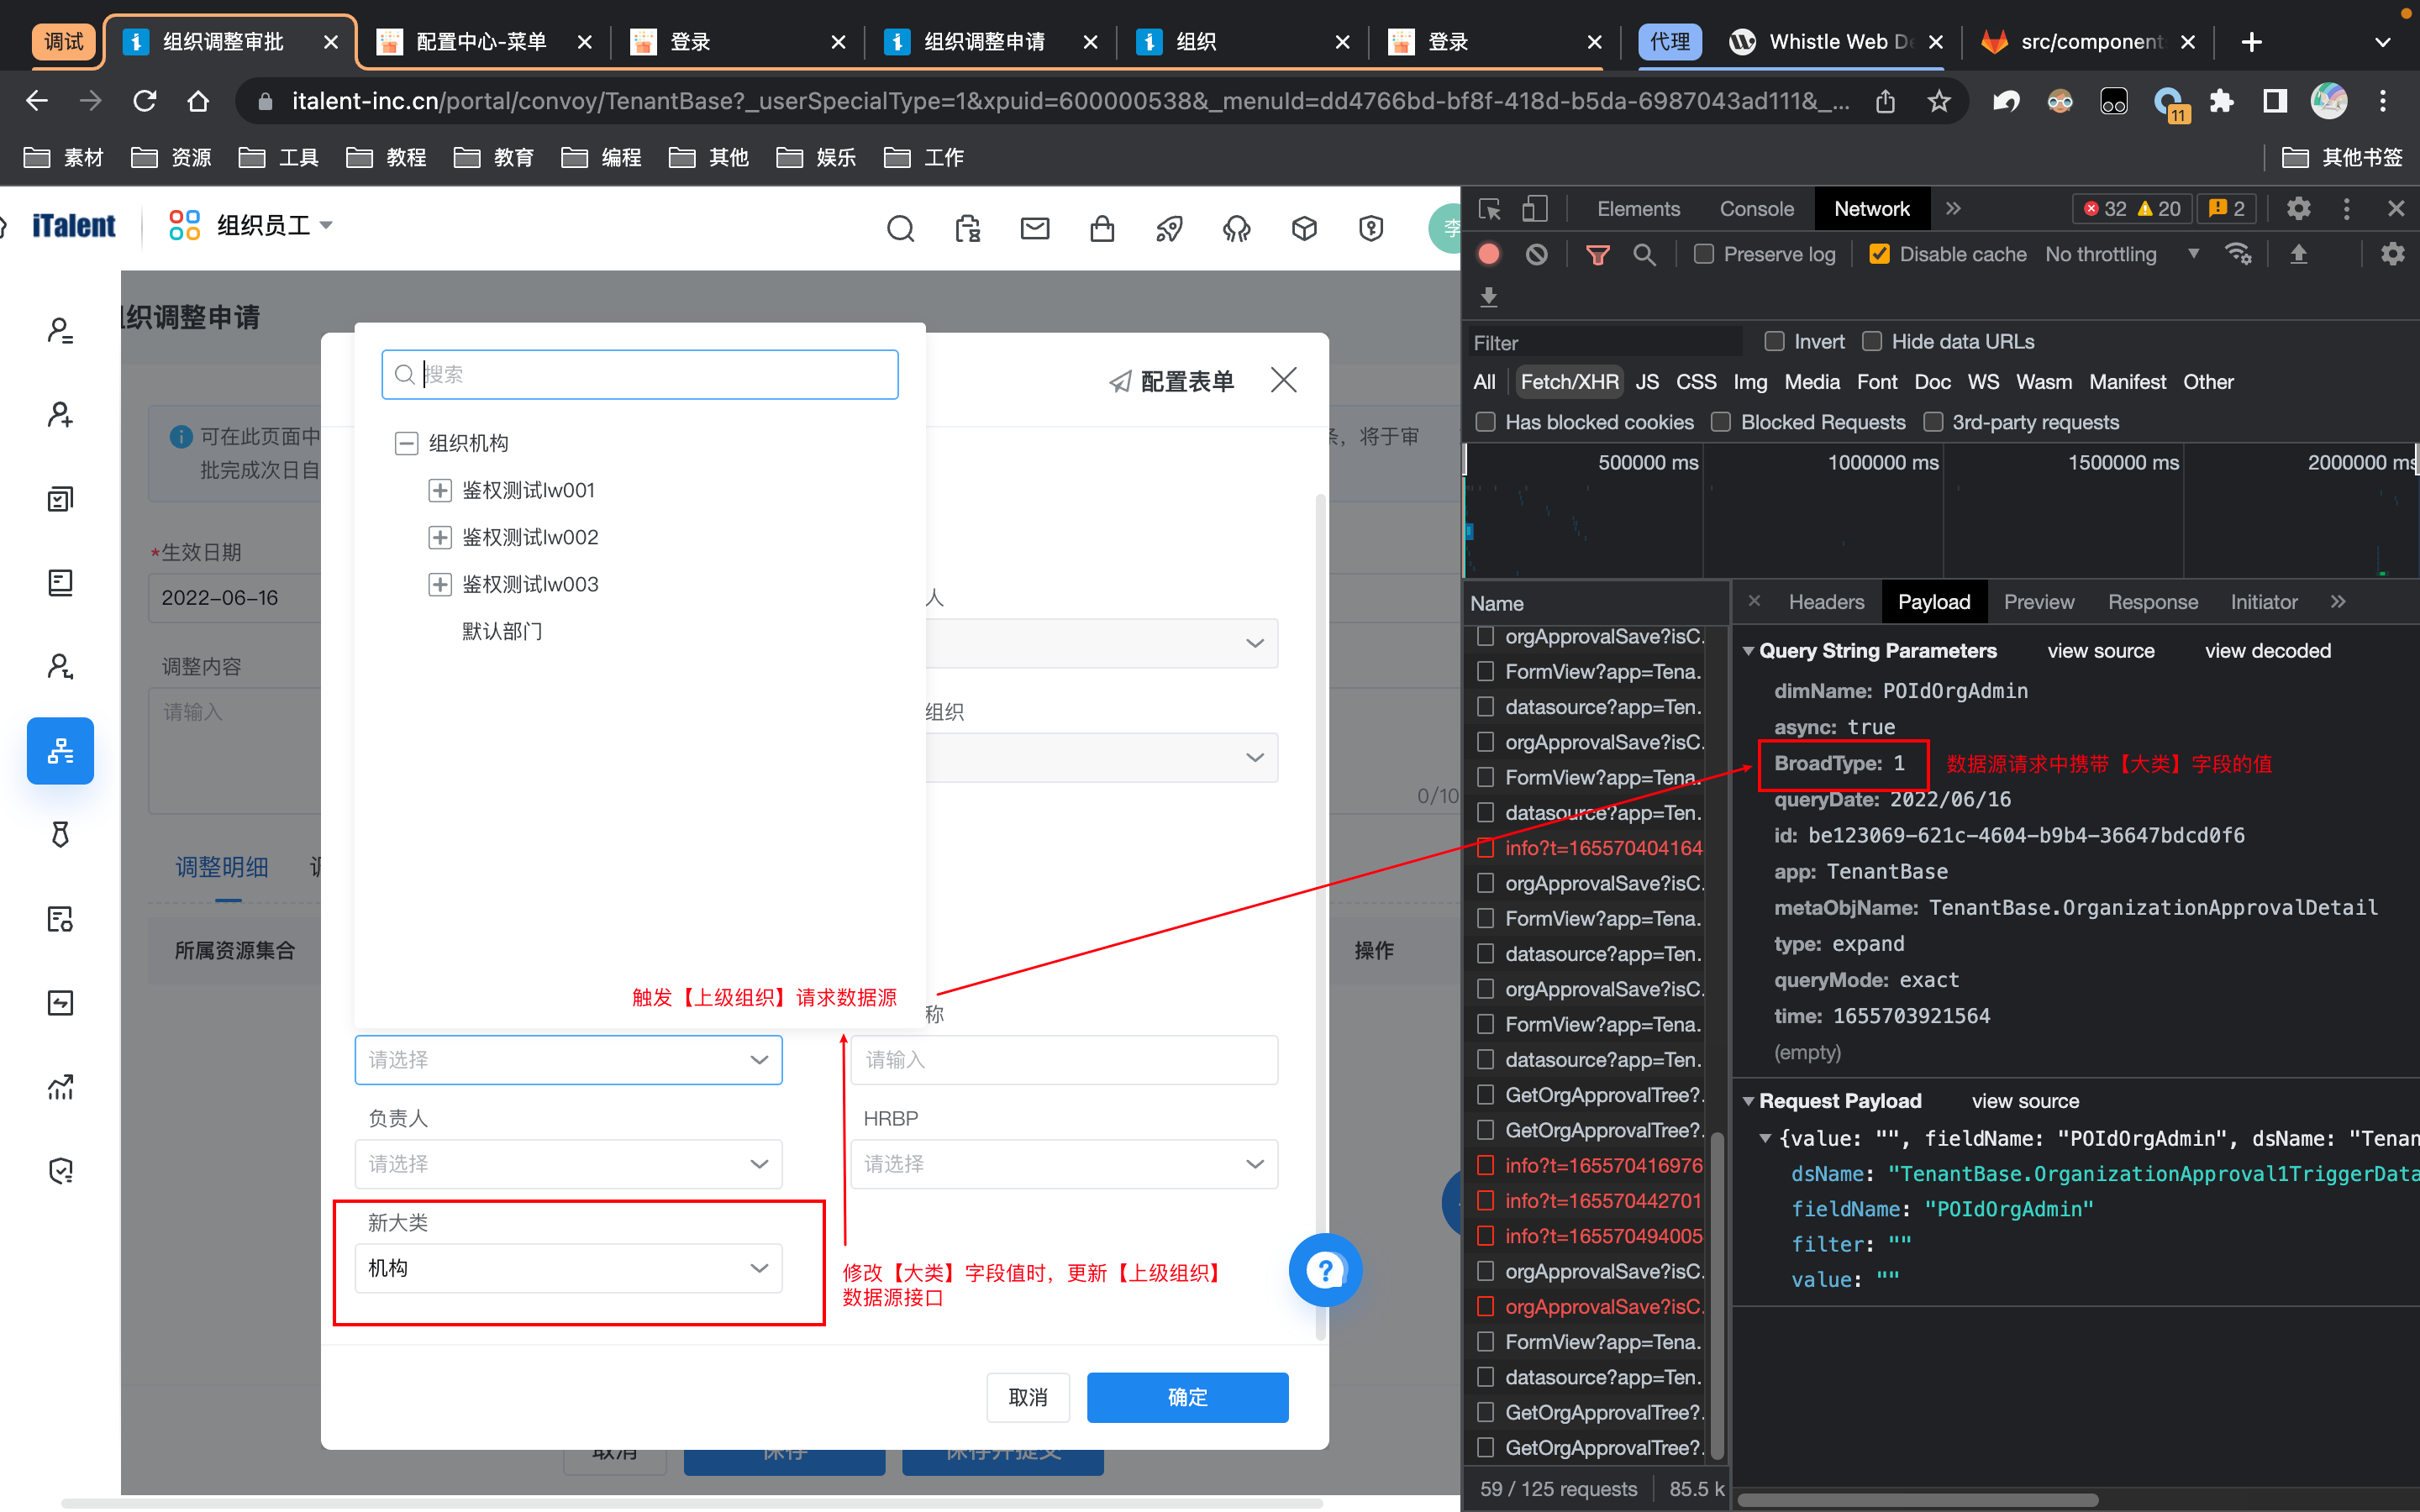 调试
组织调整审批
配置中心-菜单
登录
组织调整申请
组织
登录
代理
Whistle Web De
src/component
italent-inc.cn/portal/convoy/TenantBase?_userSpecialType=1&xpuid=600000538&_menuId=dd4766bd-bf8f-418d-b5da-6987043ad111&_...
11
素材
资源
工具
教程
教育
编程
其他
娱乐
工作
其他书签
iTalent
组织员工
李
组织调整申请
可在此页面中
批完成次日自
条，将于审
*生效日期
2022-06-16
调整内容
请输入
0/10
调整明细
所属资源集合
操作
配置表单
搜索
组织机构
鉴权测试lw001
鉴权测试lw002
鉴权测试lw003
默认部门
人
组织
触发【上级组织】请求数据源
称
请选择
请输入
负责人
HRBP
请选择
请选择
新大类
机构
修改【大类】字段值时，更新【上级组织】
数据源接口
取消
确定
取消
保存
保存并提交
Elements
Console
Network
32
20
2
Preserve log
Disable cache
No throttling
Filter
Invert
Hide data URLs
All
Fetch/XHR
JS
CSS
Img
Media
Font
Doc
WS
Wasm
Manifest
Other
Has blocked cookies
Blocked Requests
3rd-party requests
500000 ms
1000000 ms
1500000 ms
2000000 ms
Name
orgApprovalSave?isC.
FormView?app=Tena.
datasource?app=Ten.
orgApprovalSave?isC.
FormView?app=Tena.
datasource?app=Ten.
info?t=165570404164
orgApprovalSave?isC.
FormView?app=Tena.
datasource?app=Ten.
orgApprovalSave?isC.
FormView?app=Tena.
datasource?app=Ten.
GetOrgApprovalTree?.
GetOrgApprovalTree?.
info?t=165570416976
info?t=165570442701
info?t=165570494005
orgApprovalSave?isC.
orgApprovalSave?isC.
FormView?app=Tena.
datasource?app=Ten.
GetOrgApprovalTree?.
GetOrgApprovalTree?.
59 / 125 requests
85.5 k
Headers
Payload
Preview
Response
Initiator
Query String Parameters
view source
view decoded
dimName: POIdOrgAdmin
async: true
BroadType: 1
数据源请求中携带【大类】字段的值
queryDate: 2022/06/16
id: be123069-621c-4604-b9b4-36647bdcd0f6
app: TenantBase
metaObjName: TenantBase.OrganizationApprovalDetail
type: expand
queryMode: exact
time: 1655703921564
(empty)
Request Payload
view source
{value: "", fieldName: "POIdOrgAdmin", dsName: "Tenan
dsName: "TenantBase.OrganizationApproval1TriggerData
fieldName: "POIdOrgAdmin"
filter: ""
value: ""